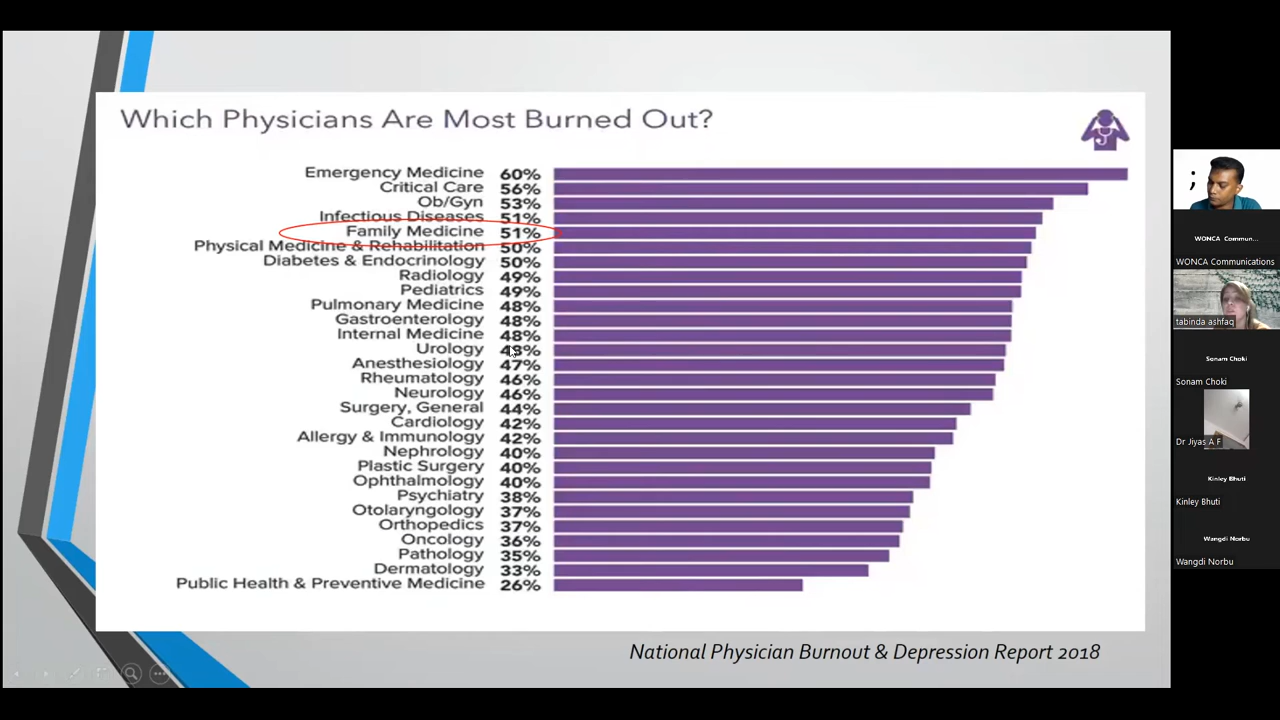 Which Physicians Are Most Burned Out?
Emergency Medicine 60%
Critical Care 56%
Ob/Gyn 53%
Infectious Diseases 51%
Family Medicine 51%
Physical Medicine & Rehabilitation 50%
Diabetes & Endocrinology 50%
Radiology 49%
Pediatrics 49%
Pulmonary Medicine 48%
Gastroenterology 48%
Internal Medicine 48%
Urology
Anesthesiology 47%
Rheumatology 46%
Neurology 46%
Surgery, General 44%
Cardiology 42%
Allergy & Immunology 42%
Nephrology 40%
Plastic Surgery 40%
Ophthalmology 40%
Psychiatry 38%
Otolaryngology 37%
Orthopedics 37%
Oncology 36%
Pathology 35%
Dermatology 33%
Public Health & Preventive Medicine 26%
National Physician Burnout & Depression Report 2018
;
WONCA Commun...
WONCA Communications
tabinda ashfaq
Sonam Choki
Sonam Choki
Dr Jiyas A F
Kinley Bhuti
Kinley Bhuti
Wangdi Norbu
Wangdi Norbu